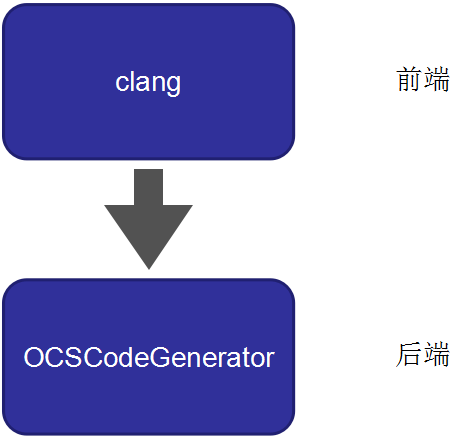 clang
前端
OCSCodeGenerator
后端